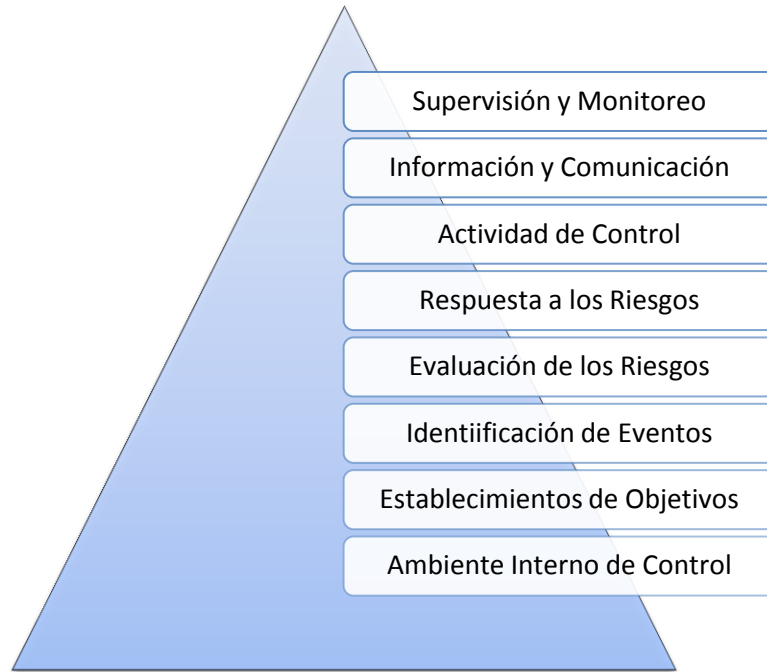 Supervisión y Monitoreo
Información y Comunicación
Actividad de Control
Respuesta a los Riesgos
Evaluación de los Riesgos
Identiificación de Eventos
Establecimientos de Objetivos
Ambiente Interno de Control